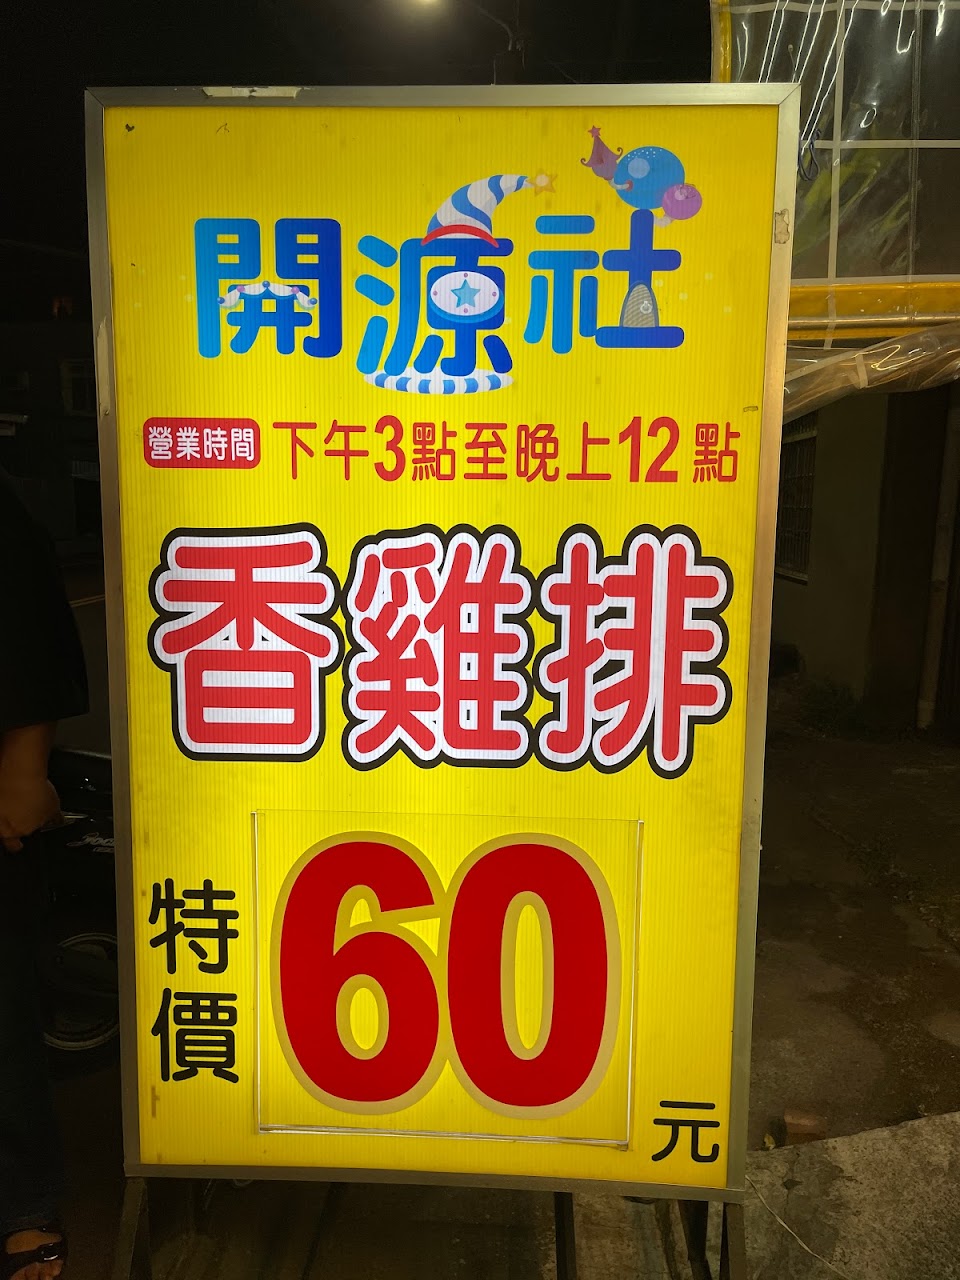 開源社
營業時間 下午3點至晚上12點
香雞排
特價 60 元